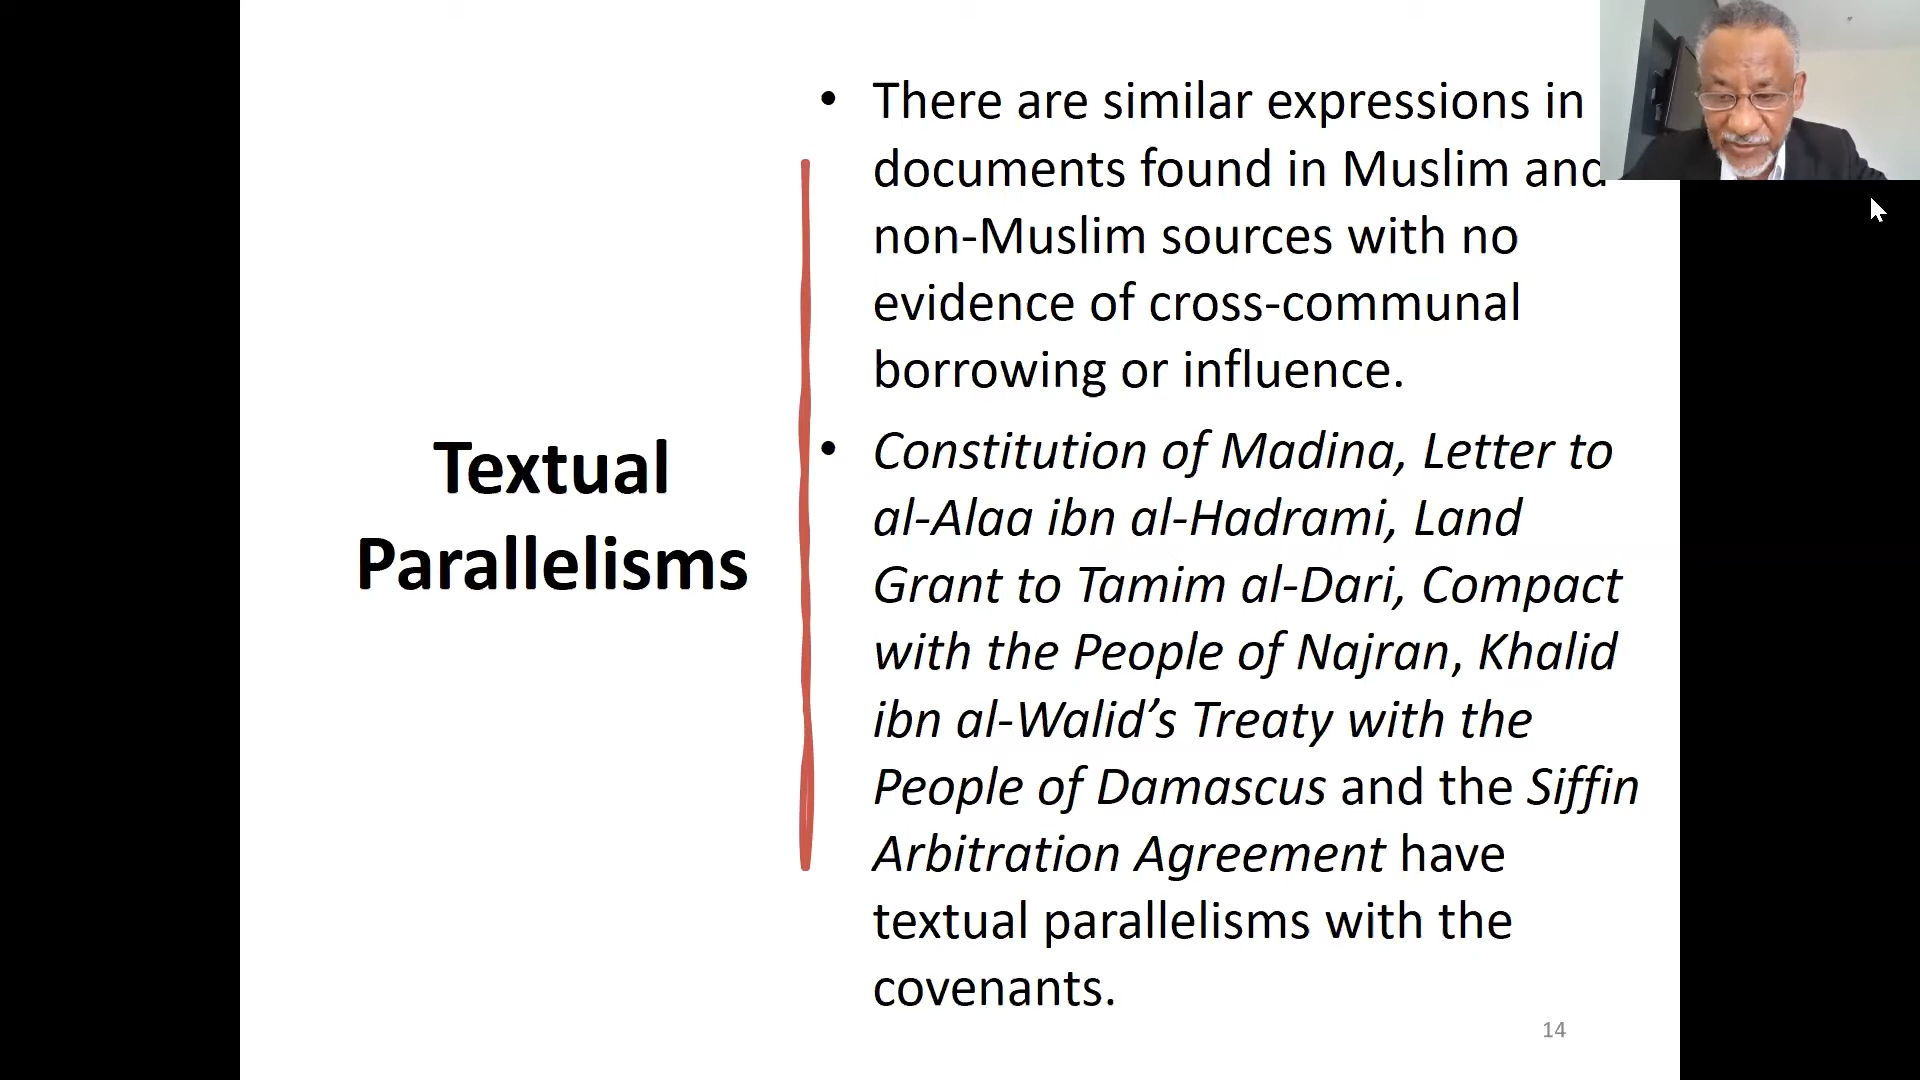 Textual
Parallelisms
• There are similar expressions in
documents found in Muslim and
non-Muslim sources with no
evidence of cross-communal
borrowing or influence.
• Constitution of Madina, Letter to
al-Alaa ibn al-Hadrami, Land
Grant to Tamim al-Dari, Compact
with the People of Najran, Khalid
ibn al-Walid’s Treaty with the
People of Damascus and the Siffin
Arbitration Agreement have
textual parallelisms with the
covenants.
14